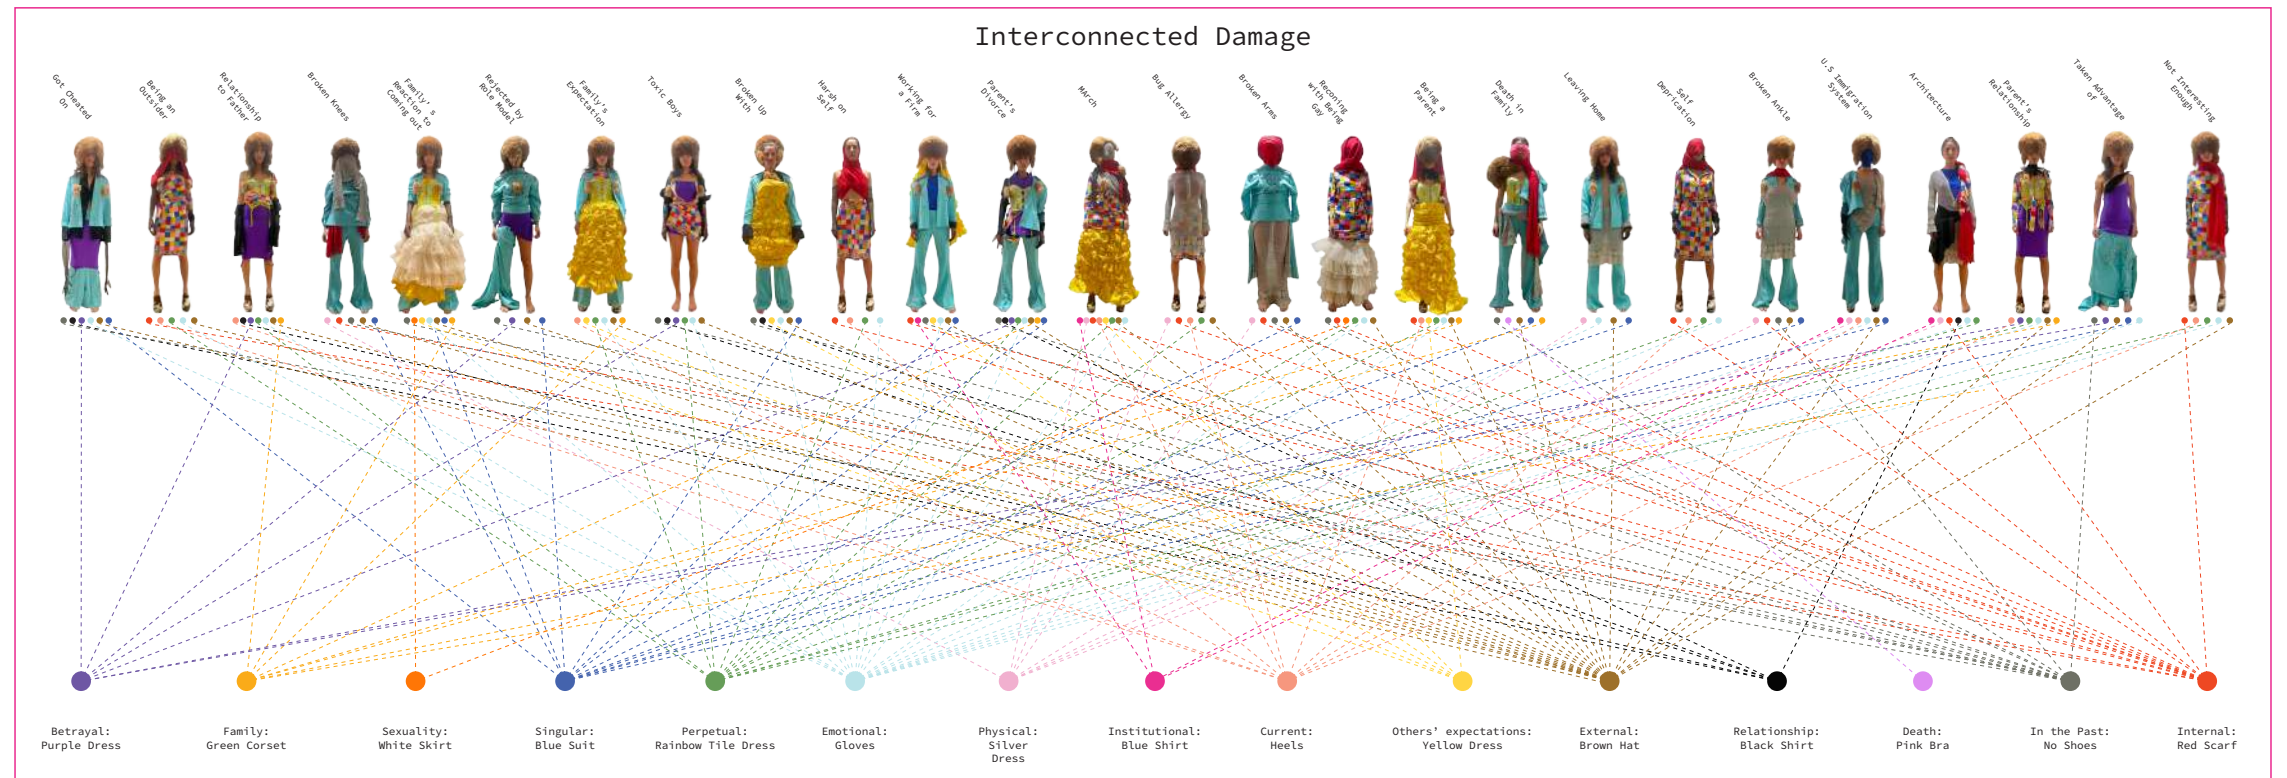 Interconnected Damage
Got Cheated
On
Being an
Outsider
Relationship
to Father
Broken Knees
Family's
Reaction to
Coming out
Rejected by
Role Model
Family's
Expectation
Toxic Boys
Broken Up
With
Harsh on
Self
Working for
a Firm
Parent's
Divorce
MArch
Bug Allergy
Broken Arms
Reconing
with Being
Gay
Being a
Parent
Death in
Family
Leaving Home
Self
Deprication
Broken Ankle
U.S Immigration
System
Architecture
Parent's
Relationship
Taken Advantage
of
Not Interesting
Enough
Betrayal:
Purple Dress
Family:
Green Corset
Sexuality:
White Skirt
Singular:
Blue Suit
Perpetual:
Rainbow Tile Dress
Emotional:
Gloves
Physical:
Silver
Dress
Institutional:
Blue Shirt
Current:
Heels
Others’ expectations:
Yellow Dress
External:
Brown Hat
Relationship:
Black Shirt
Death:
Pink Bra
In the Past:
No Shoes
Internal:
Red Scarf